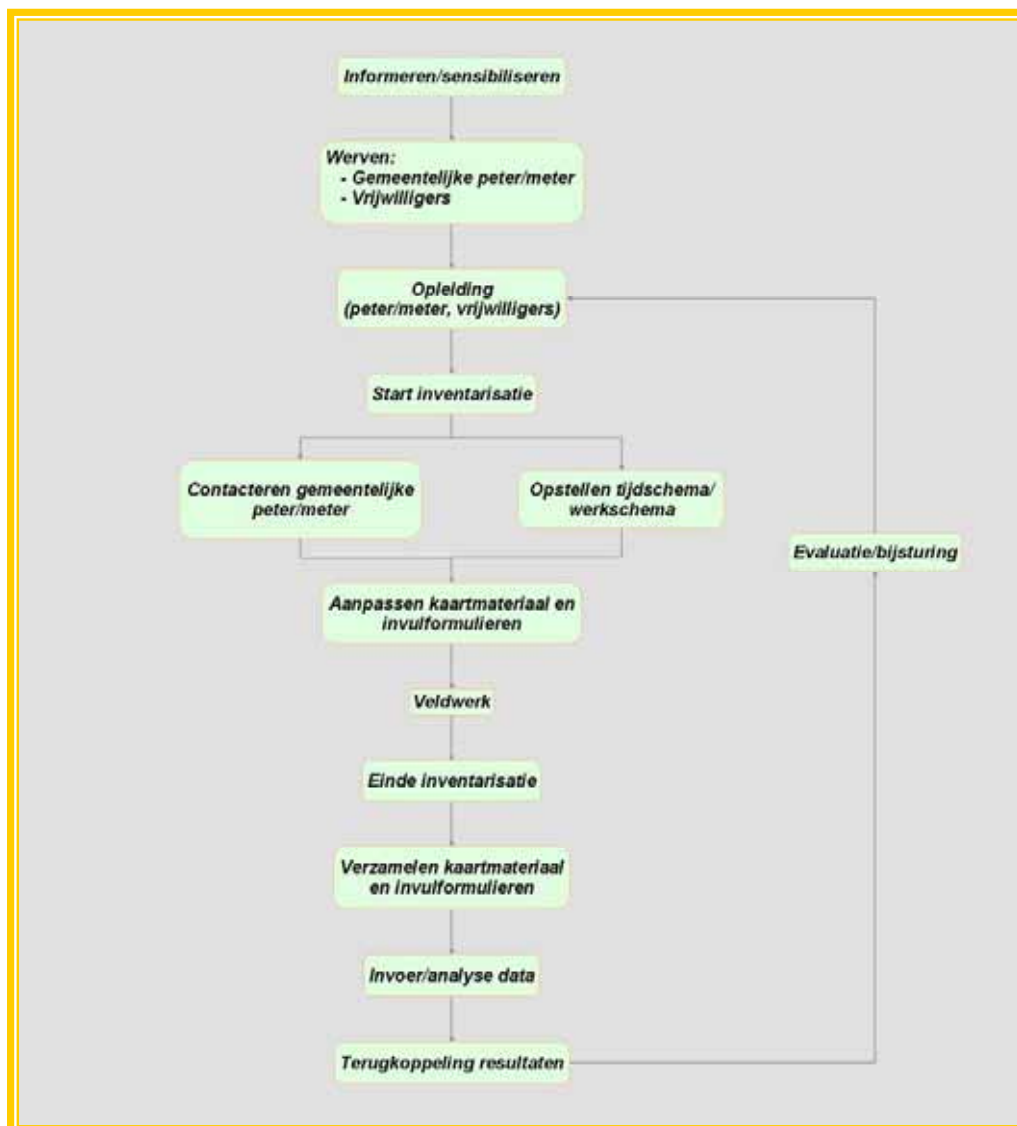 Informeren/sensibiliseren
Werven:
- Gemeentelijke peter/meter
- Vrijwilligers
Opleiding
(peter/meter, vrijwilligers)
Start inventarisatie
Contacteren gemeentelijke
peter/meter
Opstellen tijdschema/
werkschema
Evaluatie/bijsturing
Aanpassen kaartmateriaal en
invulformulieren
Veldwerk
Einde inventarisatie
Verzamelen kaartmateriaal
en invulformulieren
Invoer/analyse data
Terugkoppeling resultaten